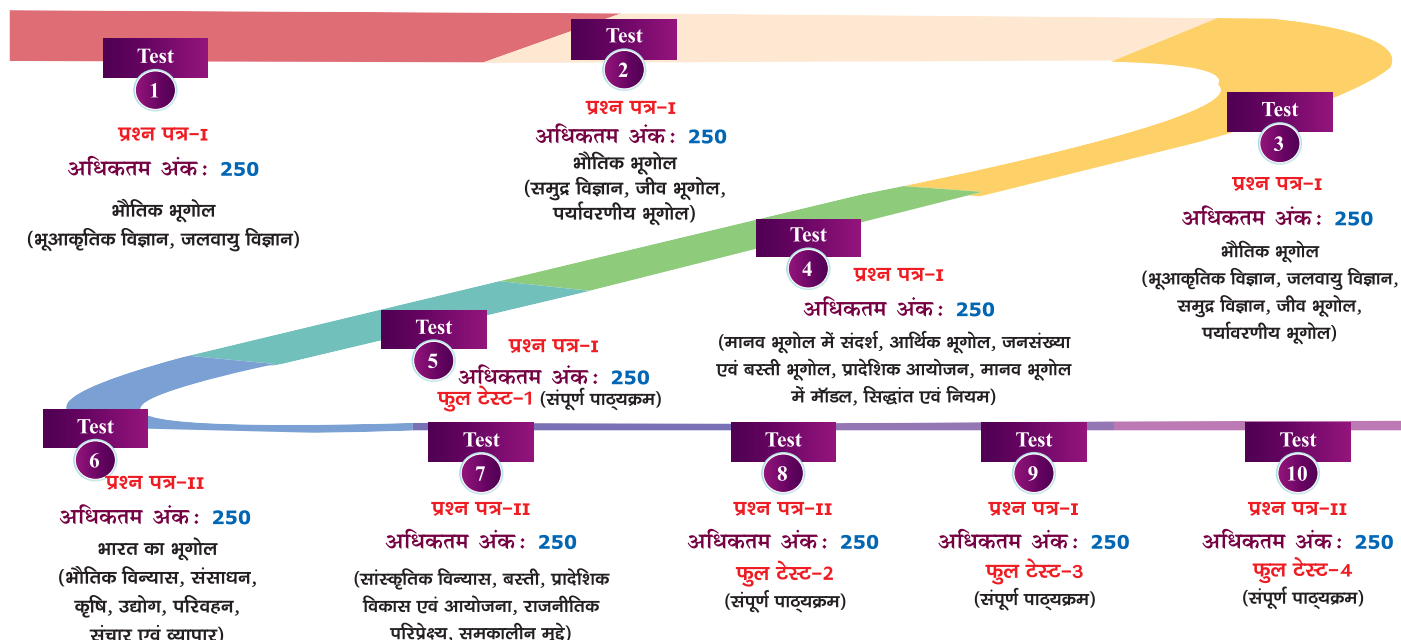 Test
1
प्रश्न पत्र-I
अधिकतम अंक: 250
भौतिक भूगोल
(भूआकृतिक विज्ञान, जलवायु विज्ञान)
Test
2
प्रश्न पत्र-I
अधिकतम अंक: 250
भौतिक भूगोल
(समुद्र विज्ञान, जीव भूगोल,
पर्यावरणीय भूगोल)
Test
3
प्रश्न पत्र-I
अधिकतम अंक: 250
भौतिक भूगोल
(भूआकृतिक विज्ञान, जलवायु विज्ञान,
समुद्र विज्ञान, जीव भूगोल,
पर्यावरणीय भूगोल)
Test
4
प्रश्न पत्र-I
अधिकतम अंक: 250
(मानव भूगोल में संदर्श, आर्थिक भूगोल, जनसंख्या
एवं बस्ती भूगोल, प्रादेशिक आयोजन, मानव भूगोल
में मॉडल, सिद्धांत एवं नियम)
Test
5
प्रश्न पत्र-I
अधिकतम अंक: 250
फुल टेस्ट-1 (संपूर्ण पाठ्यक्रम)
Test
6
प्रश्न पत्र-II
अधिकतम अंक: 250
भारत का भूगोल
(भौतिक विन्यास, संसाधन,
कृषि, उद्योग, परिवहन,
संचार एवं व्यापार)
Test
7
प्रश्न पत्र-II
अधिकतम अंक: 250
(सांस्कृतिक विन्यास, बस्ती, प्रादेशिक
विकास एवं आयोजना, राजनीतिक
परिप्रेक्ष्य, समकालीन मुद्दे)
Test
8
प्रश्न पत्र-II
अधिकतम अंक: 250
फुल टेस्ट-2
(संपूर्ण पाठ्यक्रम)
Test
9
प्रश्न पत्र-I
अधिकतम अंक: 250
फुल टेस्ट-3
(संपूर्ण पाठ्यक्रम)
Test
10
प्रश्न पत्र-II
अधिकतम अंक: 250
फुल टेस्ट-4
(संपूर्ण पाठ्यक्रम)